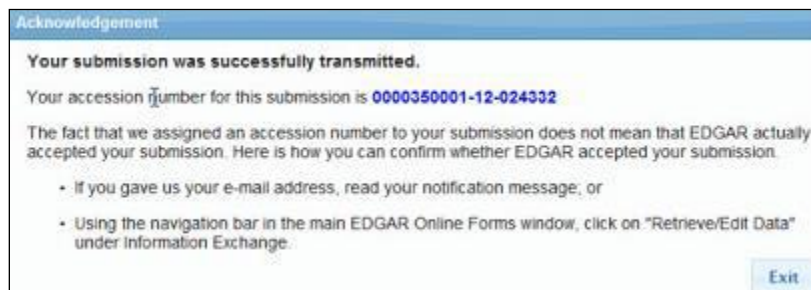 Acknowledgement
Your submission was successfully transmitted.
Your accession number for this submission is 0000350001-12-024332
The fact that we assigned an accession number to your submission does not mean that EDGAR actually
accepted your submission. Here is how you can confirm whether EDGAR accepted your submission.
• If you gave us your e-mail address, read your notification message; or
• Using the navigation bar in the main EDGAR Online Forms window, click on "Retrieve/Edit Data"
under Information Exchange.
Exit